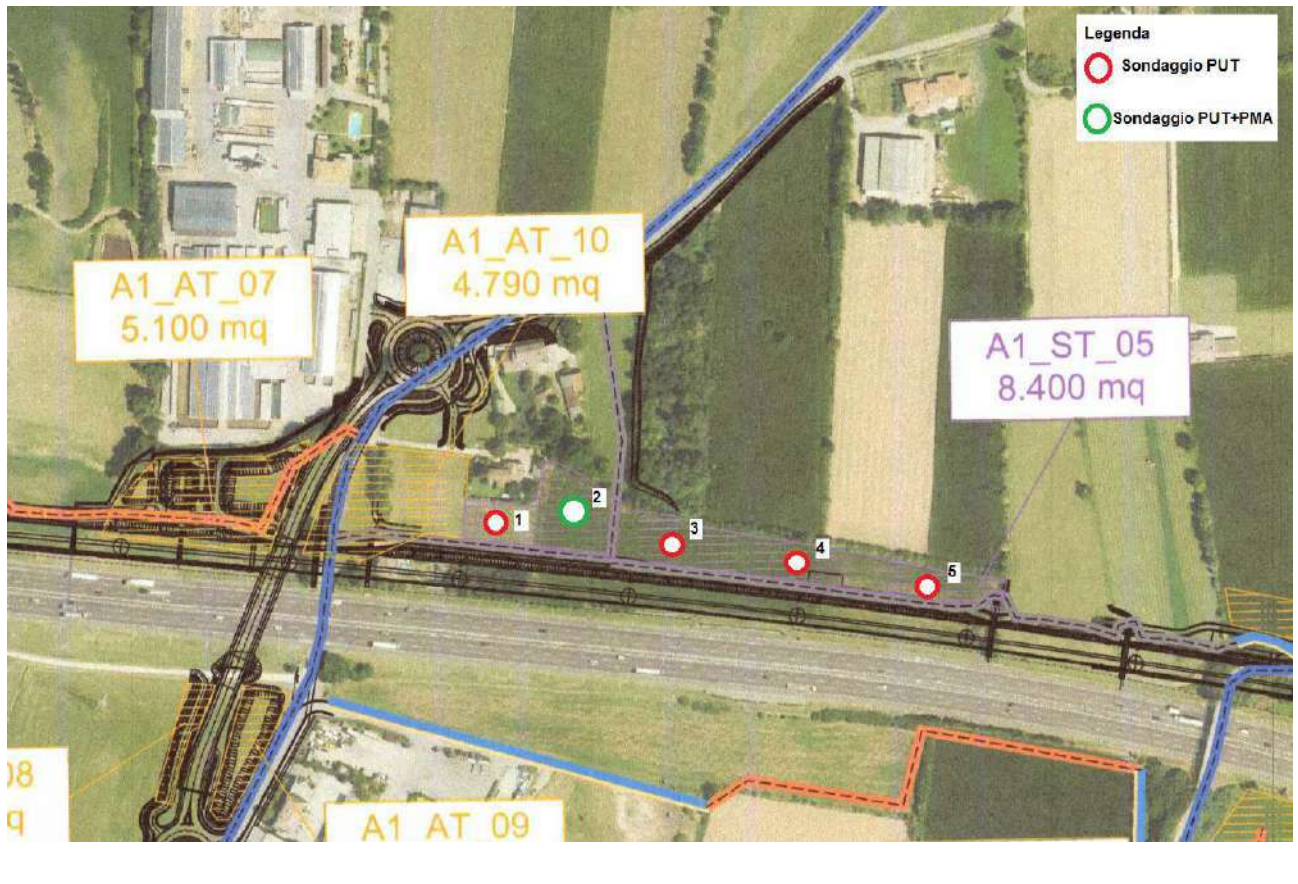 Legenda
Sondaggio PUT
Sondaggio PUT+PMA
A1_AT_10
4.790 mq
A1_AT_07
5.100 mq
A1_ST_05
8.400 mq
1
2
3
4
5
08
q
A1_AT_09